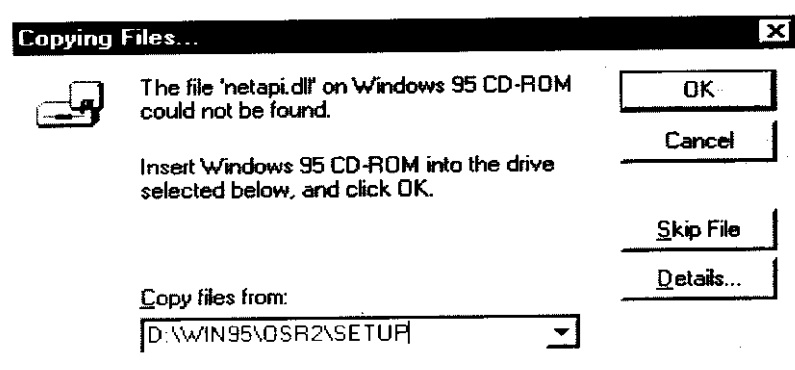 Copying Files...
The file 'netapi.dll' on Windows 95 CD-ROM
could not be found.
Insert Windows 95 CD-ROM into the drive
selected below, and click OK.
Copy files from:
D:\WIN95\OSR2\SETUP
OK
Cancel
Skip File
Details...